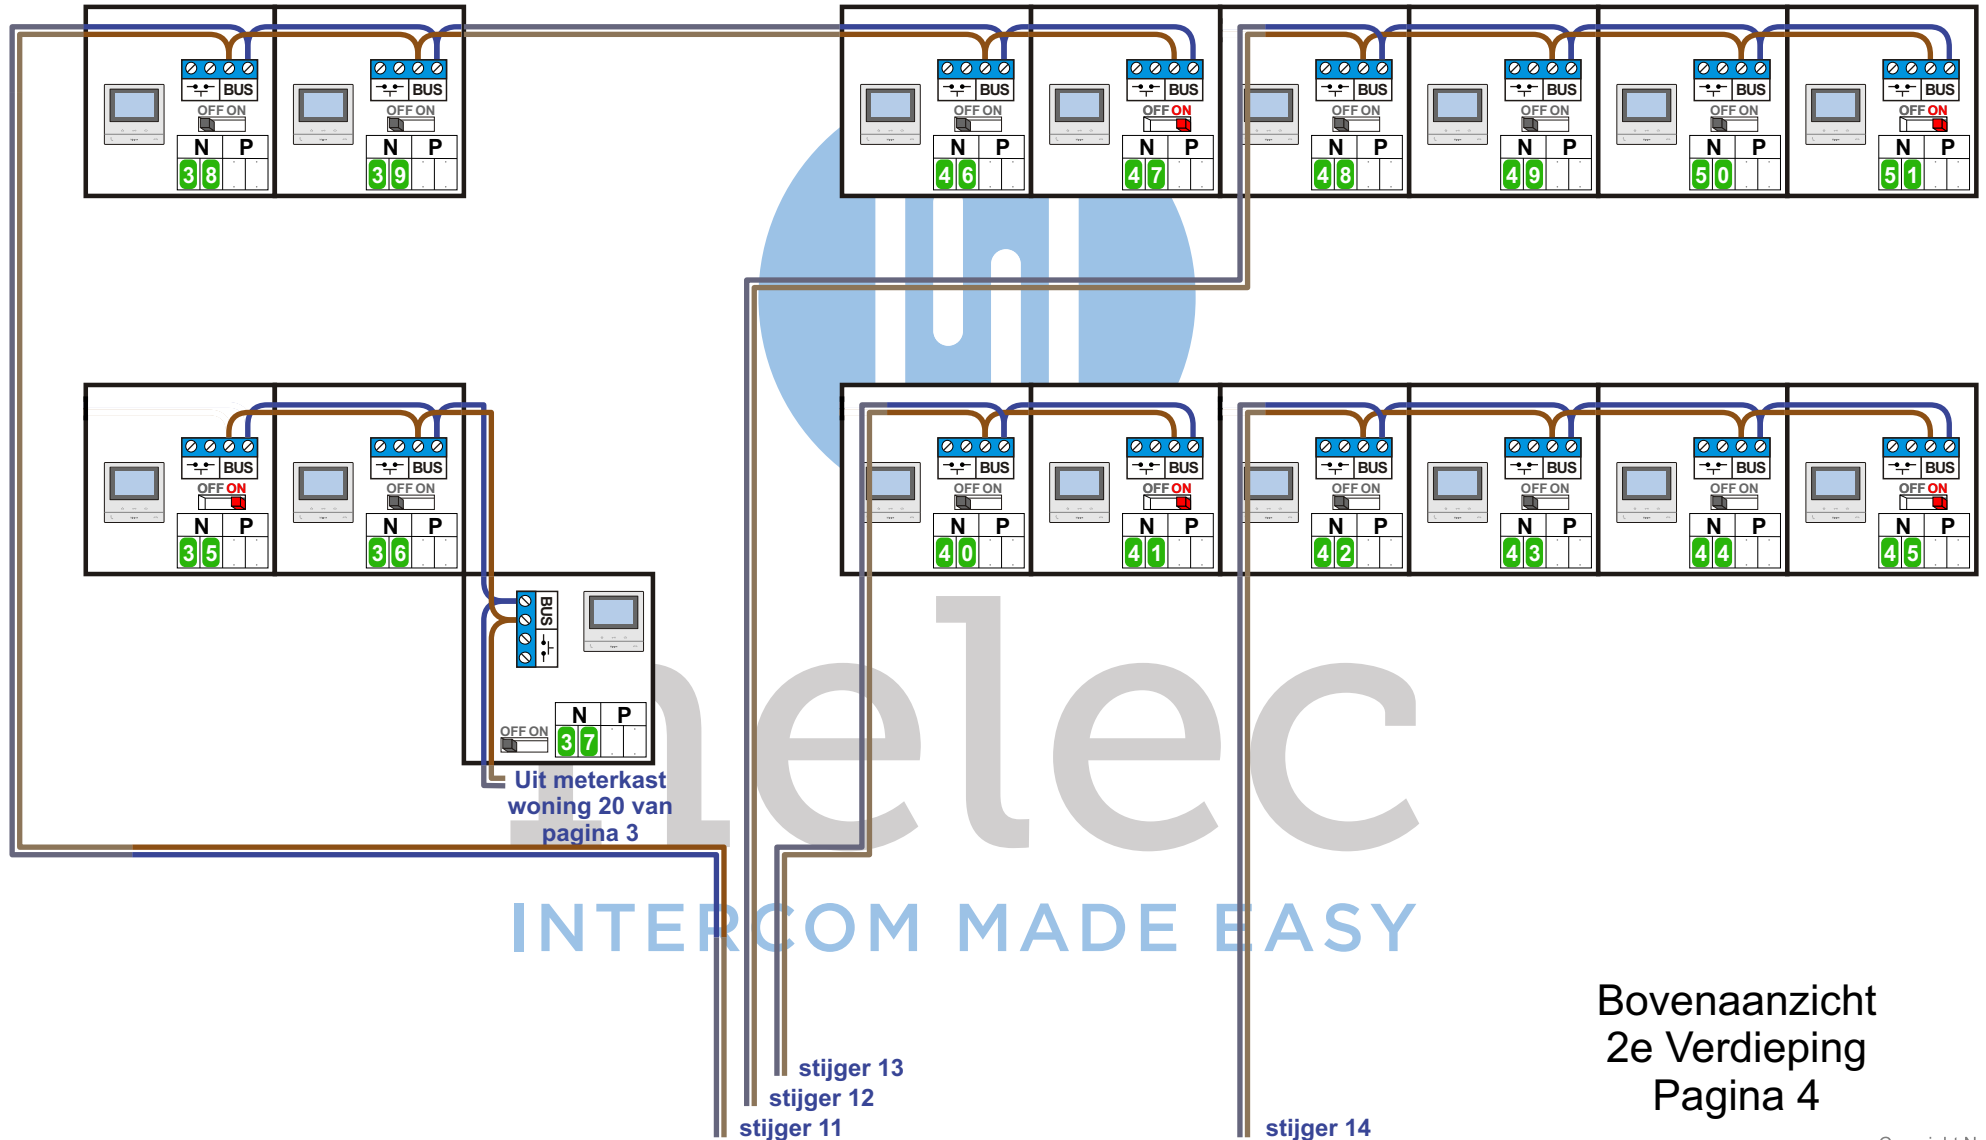 BUS BUS BUS BUS BUS BUS BUS BUS
OFF ON OFF ON OFF ON OFF ON OFF ON OFF ON OFF ON OFF ON
N P N P N P N P N P N P N P N P
38 39 46 47 48 49 50 51
BUS BUS BUS BUS BUS BUS BUS BUS
OFF ON OFF ON OFF ON OFF ON OFF ON OFF ON OFF ON OFF ON
N P N P N P N P N P N P N P N P
35 36 40 41 42 43 44 45
BUS
N P
OFF ON 37
Uit meterkast
woning 20 van
pagina 3
nelec
INTERCOM MADE EASY
Bovenaanzicht
2e Verdieping
Pagina 4
stijger 13
stijger 12
stijger 11
stijger 14